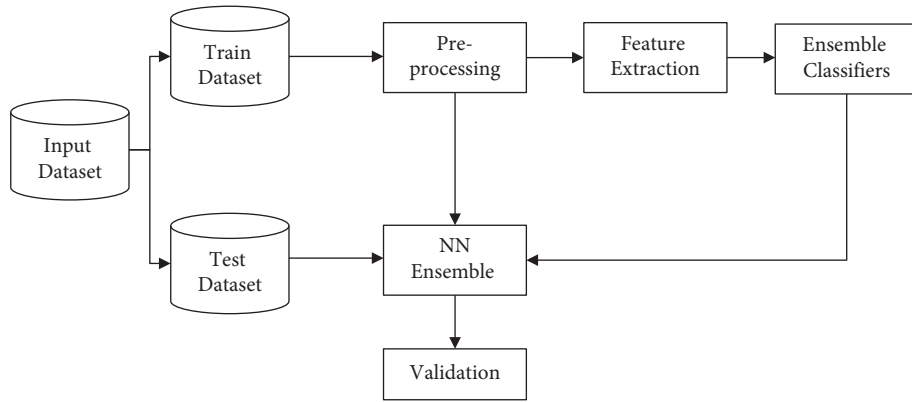 Train
Dataset
Pre-
processing
Feature
Extraction
Ensemble
Classifiers
Input
Dataset
Test
Dataset
NN
Ensemble
Validation